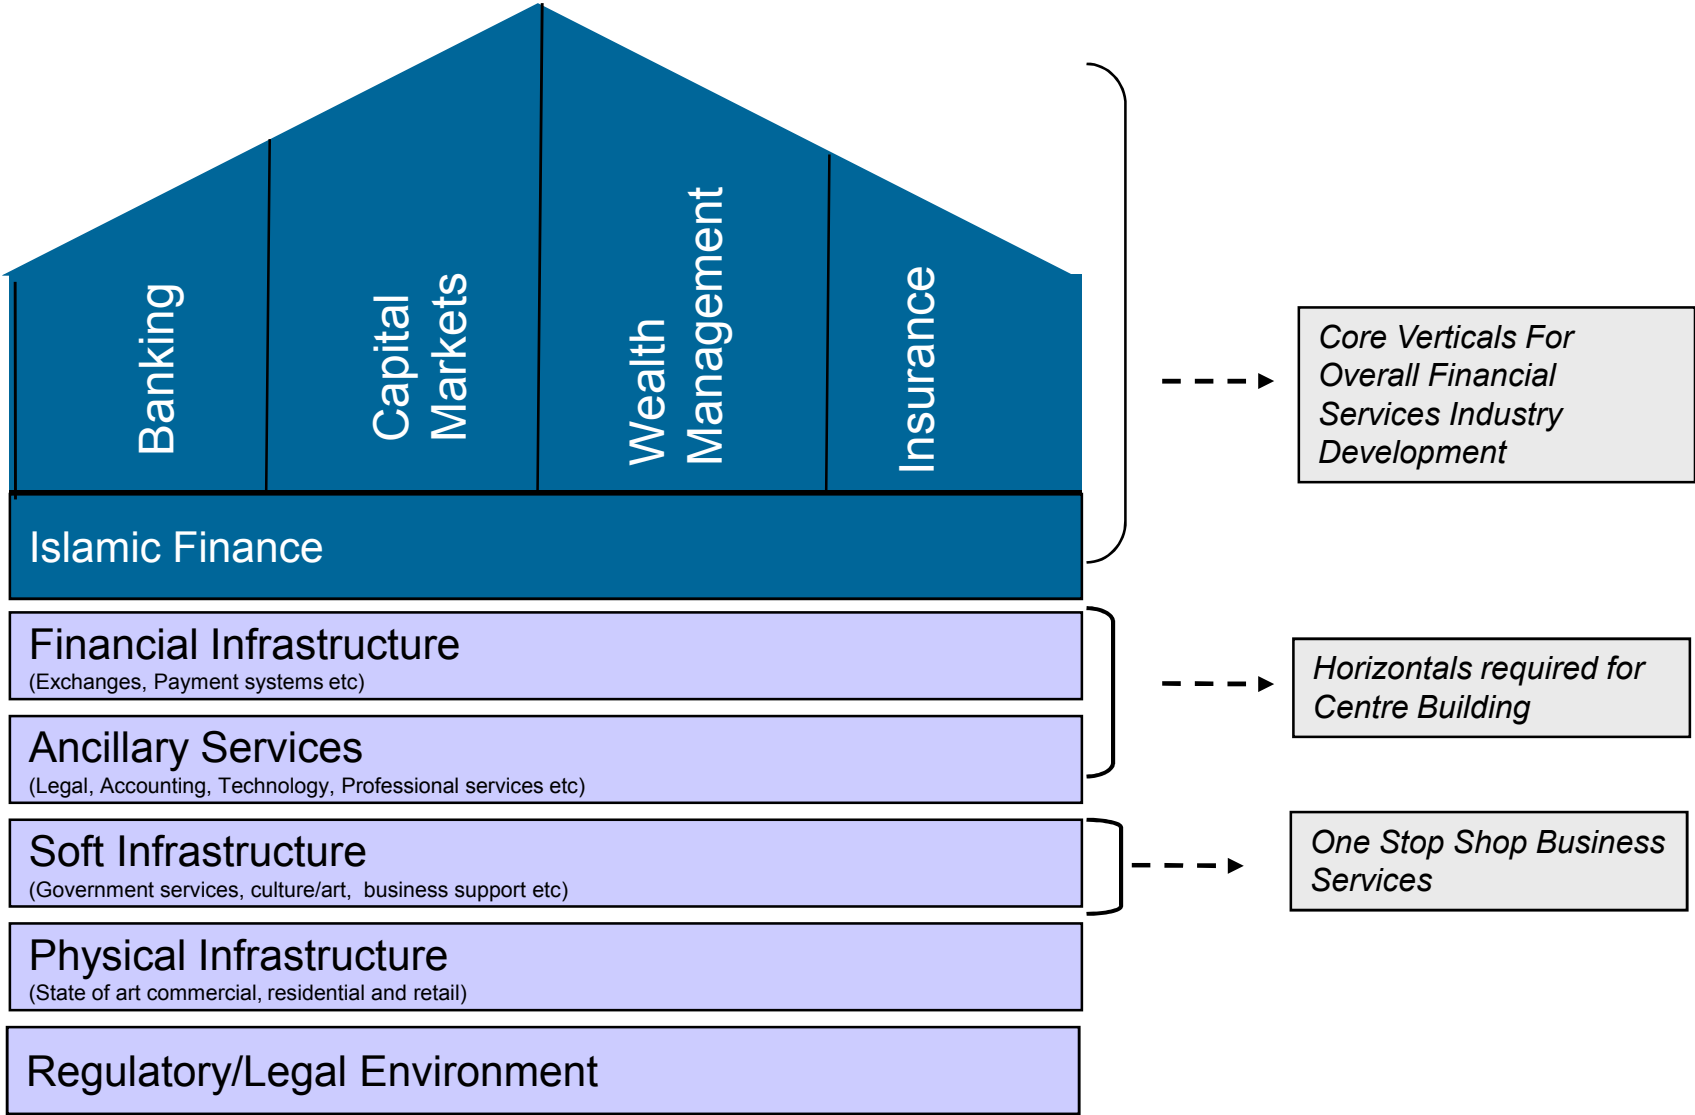 Banking
Capital
Markets
Wealth
Management
Insurance
Islamic Finance
Financial Infrastructure
(Exchanges, Payment systems etc)
Ancillary Services
(Legal, Accounting, Technology, Professional services etc)
Soft Infrastructure
(Government services, culture/art, business support etc)
Physical Infrastructure
(State of art commercial, residential and retail)
Regulatory/Legal Environment
Core Verticals For
Overall Financial
Services Industry
Development
Horizontals required for
Centre Building
One Stop Shop Business
Services